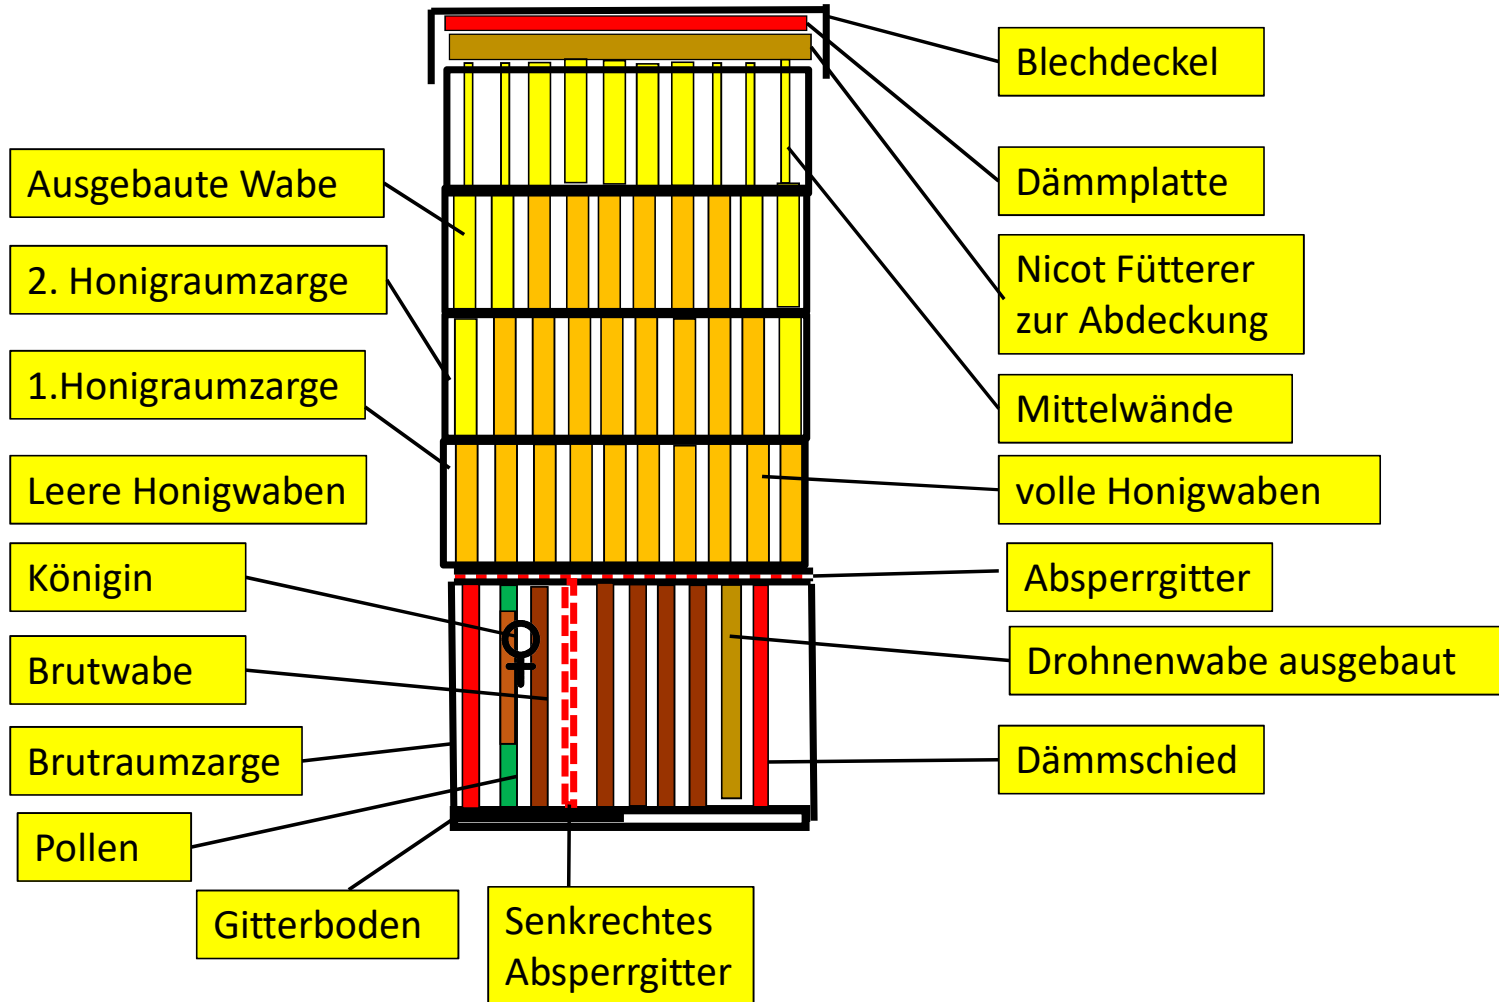 Blechdeckel
Ausgebaute Wabe
Dämmplatte
2. Honigraumzarge
Nicot Fütterer
zur Abdeckung
1.Honigraumzarge
Mittelwände
Leere Honigwaben
volle Honigwaben
Königin
Absperrgitter
Brutwabe
Drohnenwabe ausgebaut
Brutraumzarge
Dämmschied
Pollen
Gitterboden
Senkrechtes
Absperrgitter